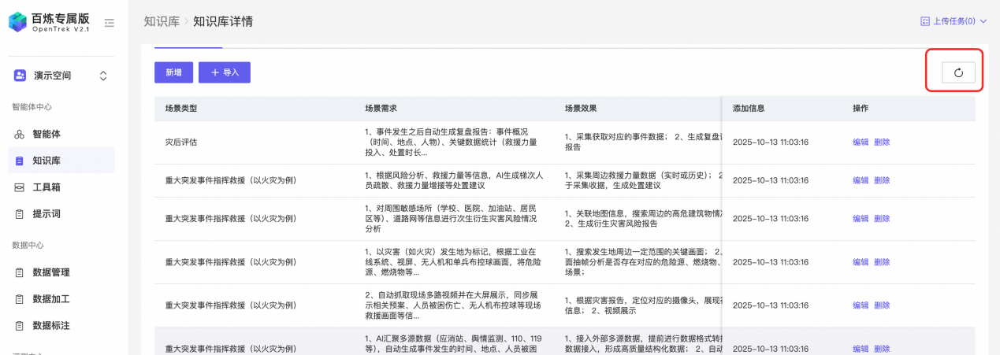 百炼专属版
OpenTrek V2.1
知识库 > 知识库详情
上传任务(0)
演示空间
智能体中心
智能体
知识库
工具箱
提示词
数据中心
数据管理
数据加工
数据标注
新增
+ 导入
场景类型
场景需求
场景效果
添加信息
操作
灾后评估
1、事件发生之后自动生成复盘报告：事件概况
（时间、地点、人物）、关键数据统计（救援力量
投入、处置时长...
1、采集获取对应的事件数据； 2、生成复盘
报告
2025-10-13 11:03:16
编辑 删除
重大突发事件指挥救援（以火灾为例）
1、根据风险分析、救援力量等信息，AI生成梯次人
员疏散、救援力量增援等处置建议
1、采集周边救援力量数据（实时或历史）； 2
于采集收据，生成处置建议
2025-10-13 11:03:16
编辑 删除
重大突发事件指挥救援（以火灾为例）
1、对周围敏感场所（学校、医院、加油站、居民
区等）、道路网等信息进行次生衍生灾害风险情况
分析
1、关联地图信息，搜索周边的高危建筑物情
2、生成衍生灾害风险报告
2025-10-13 11:03:16
编辑 删除
重大突发事件指挥救援（以火灾为例）
1、以灾害（如火灾）发生地为标记，根据工业在
线系统、视屏、无人机和单兵布控球画面，将危险
源、燃烧物等...
1、搜索发生地周边一定范围的关键画面； 2、
面抽帧分析是否存在对应的危险源、燃烧物、
场景；
2025-10-13 11:03:16
编辑 删除
重大突发事件指挥救援（以火灾为例）
2、自动抓取现场多路视频并在大屏展示，同步展
示相关预案、人员被困伤亡、无人机布控球等现场
救援画面等信...
1、根据灾害报告，定位对应的摄像头，展现
信息； 2、视频展示
2025-10-13 11:03:16
编辑 删除
重大突发事件指挥救援（以火灾为例）
1、AI汇聚多源数据（应消站、舆情监测、110、119
等），自动生成事件发生的时间、地点、人员被困
1、接入外部多源数据，提前进行数据格式转
数据接入，形成高质量结构化数据； 2、自动
2025-10-13 11:03:16
编辑 删除